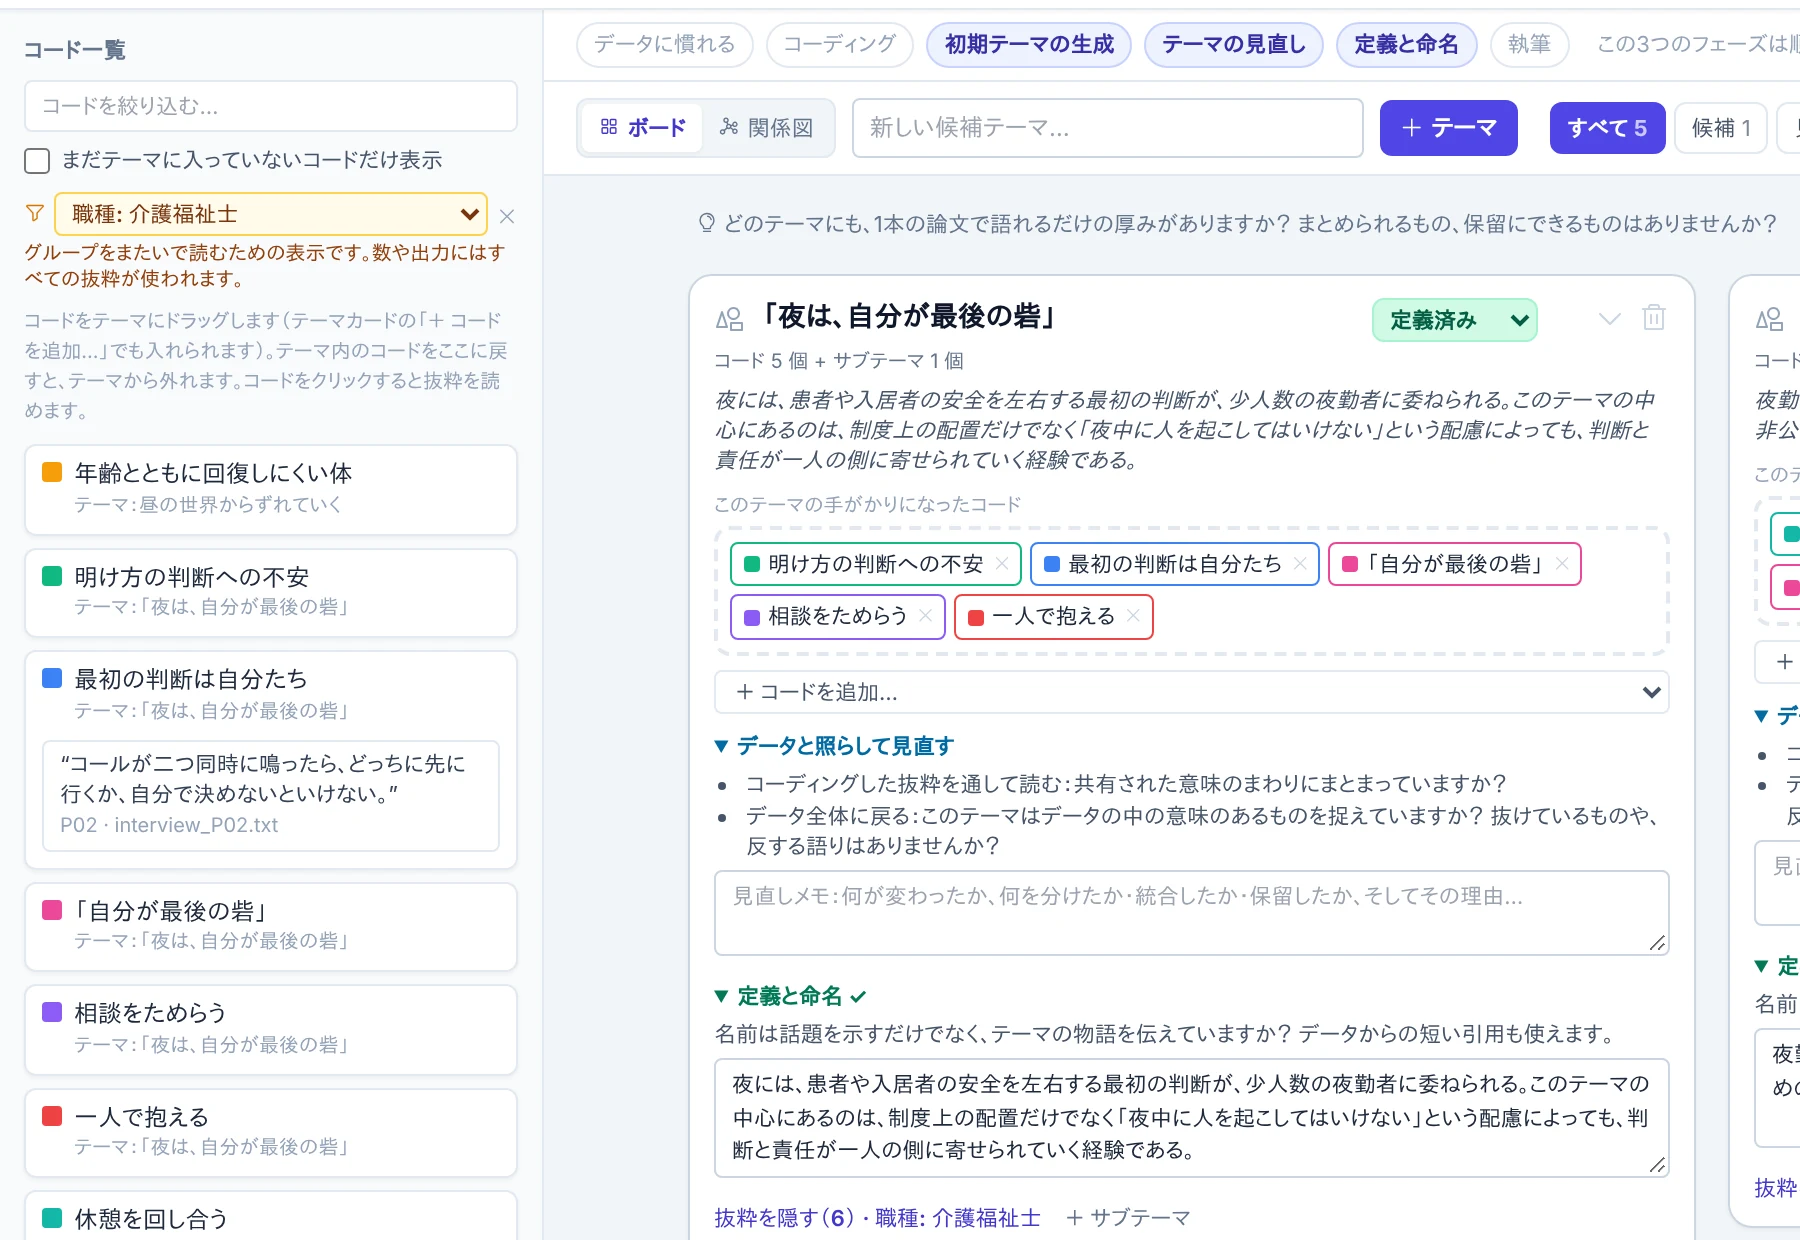 コード一覧
コードを絞り込む...
まだテーマに入っていないコードだけ表示
職種: 介護福祉士
グループをまたいで読むための表示です。数や出力にはす
べての抜粋が使われます。
コードをテーマにドラッグします（テーマカードの「＋ コード
を追加...」でも入れられます）。テーマ内のコードをここに戻
すと、テーマから外れます。コードをクリックすると抜粋を読
めます。
年齢とともに回復しにくい体
テーマ：昼の世界からずれていく
明け方の判断への不安
テーマ：「夜は、自分が最後の砦」
最初の判断は自分たち
テーマ：「夜は、自分が最後の砦」
“コールが二つ同時に鳴ったら、どっちに先に
行くか、自分で決めないといけない。”
P02 · interview_P02.txt
「自分が最後の砦」
テーマ：「夜は、自分が最後の砦」
相談をためらう
テーマ：「夜は、自分が最後の砦」
一人で抱える
テーマ：「夜は、自分が最後の砦」
休憩を回し合う
データに慣れる
コーディング
初期テーマの生成
テーマの見直し
定義と命名
執筆
この3つのフェーズは
ボード
関係図
新しい候補テーマ...
＋ テーマ
すべて 5
候補 1
どのテーマにも、1本の論文で語れるだけの厚みがありますか？ まとめられるもの、保留にできるものはありませんか？
「夜は、自分が最後の砦」
定義済み
コード 5 個 + サブテーマ 1 個
夜には、患者や入居者の安全を左右する最初の判断が、少人数の夜勤者に委ねられる。このテーマの中
心にあるのは、制度上の配置だけでなく「夜中に人を起こしてはいけない」という配慮によっても、判断と
責任が一人の側に寄せられていく経験である。
このテーマの手がかりになったコード
明け方の判断への不安
最初の判断は自分たち
「自分が最後の砦」
相談をためらう
一人で抱える
＋ コードを追加...
データと照らして見直す
コーディングした抜粋を通して読む：共有された意味のまわりにまとまっていますか？
データ全体に戻る：このテーマはデータの中の意味のあるものを捉えていますか？ 抜けているものや、
反する語りはありませんか？
見直しメモ：何が変わったか、何を分けたか・統合したか・保留したか、そしてその理由...
定義と命名 ✓
名前は話題を示すだけでなく、テーマの物語を伝えていますか？ データからの短い引用も使えます。
夜には、患者や入居者の安全を左右する最初の判断が、少人数の夜勤者に委ねられる。このテーマの
中心にあるのは、制度上の配置だけでなく「夜中に人を起こしてはいけない」という配慮によっても、判
断と責任が一人の側に寄せられていく経験である。
抜粋を隠す（6）· 職種: 介護福祉士
＋ サブテーマ
コード
夜勤
非公
このテ
＋
デ
コ
デ
反
見直
定
名前
夜勤
めの
抜粋